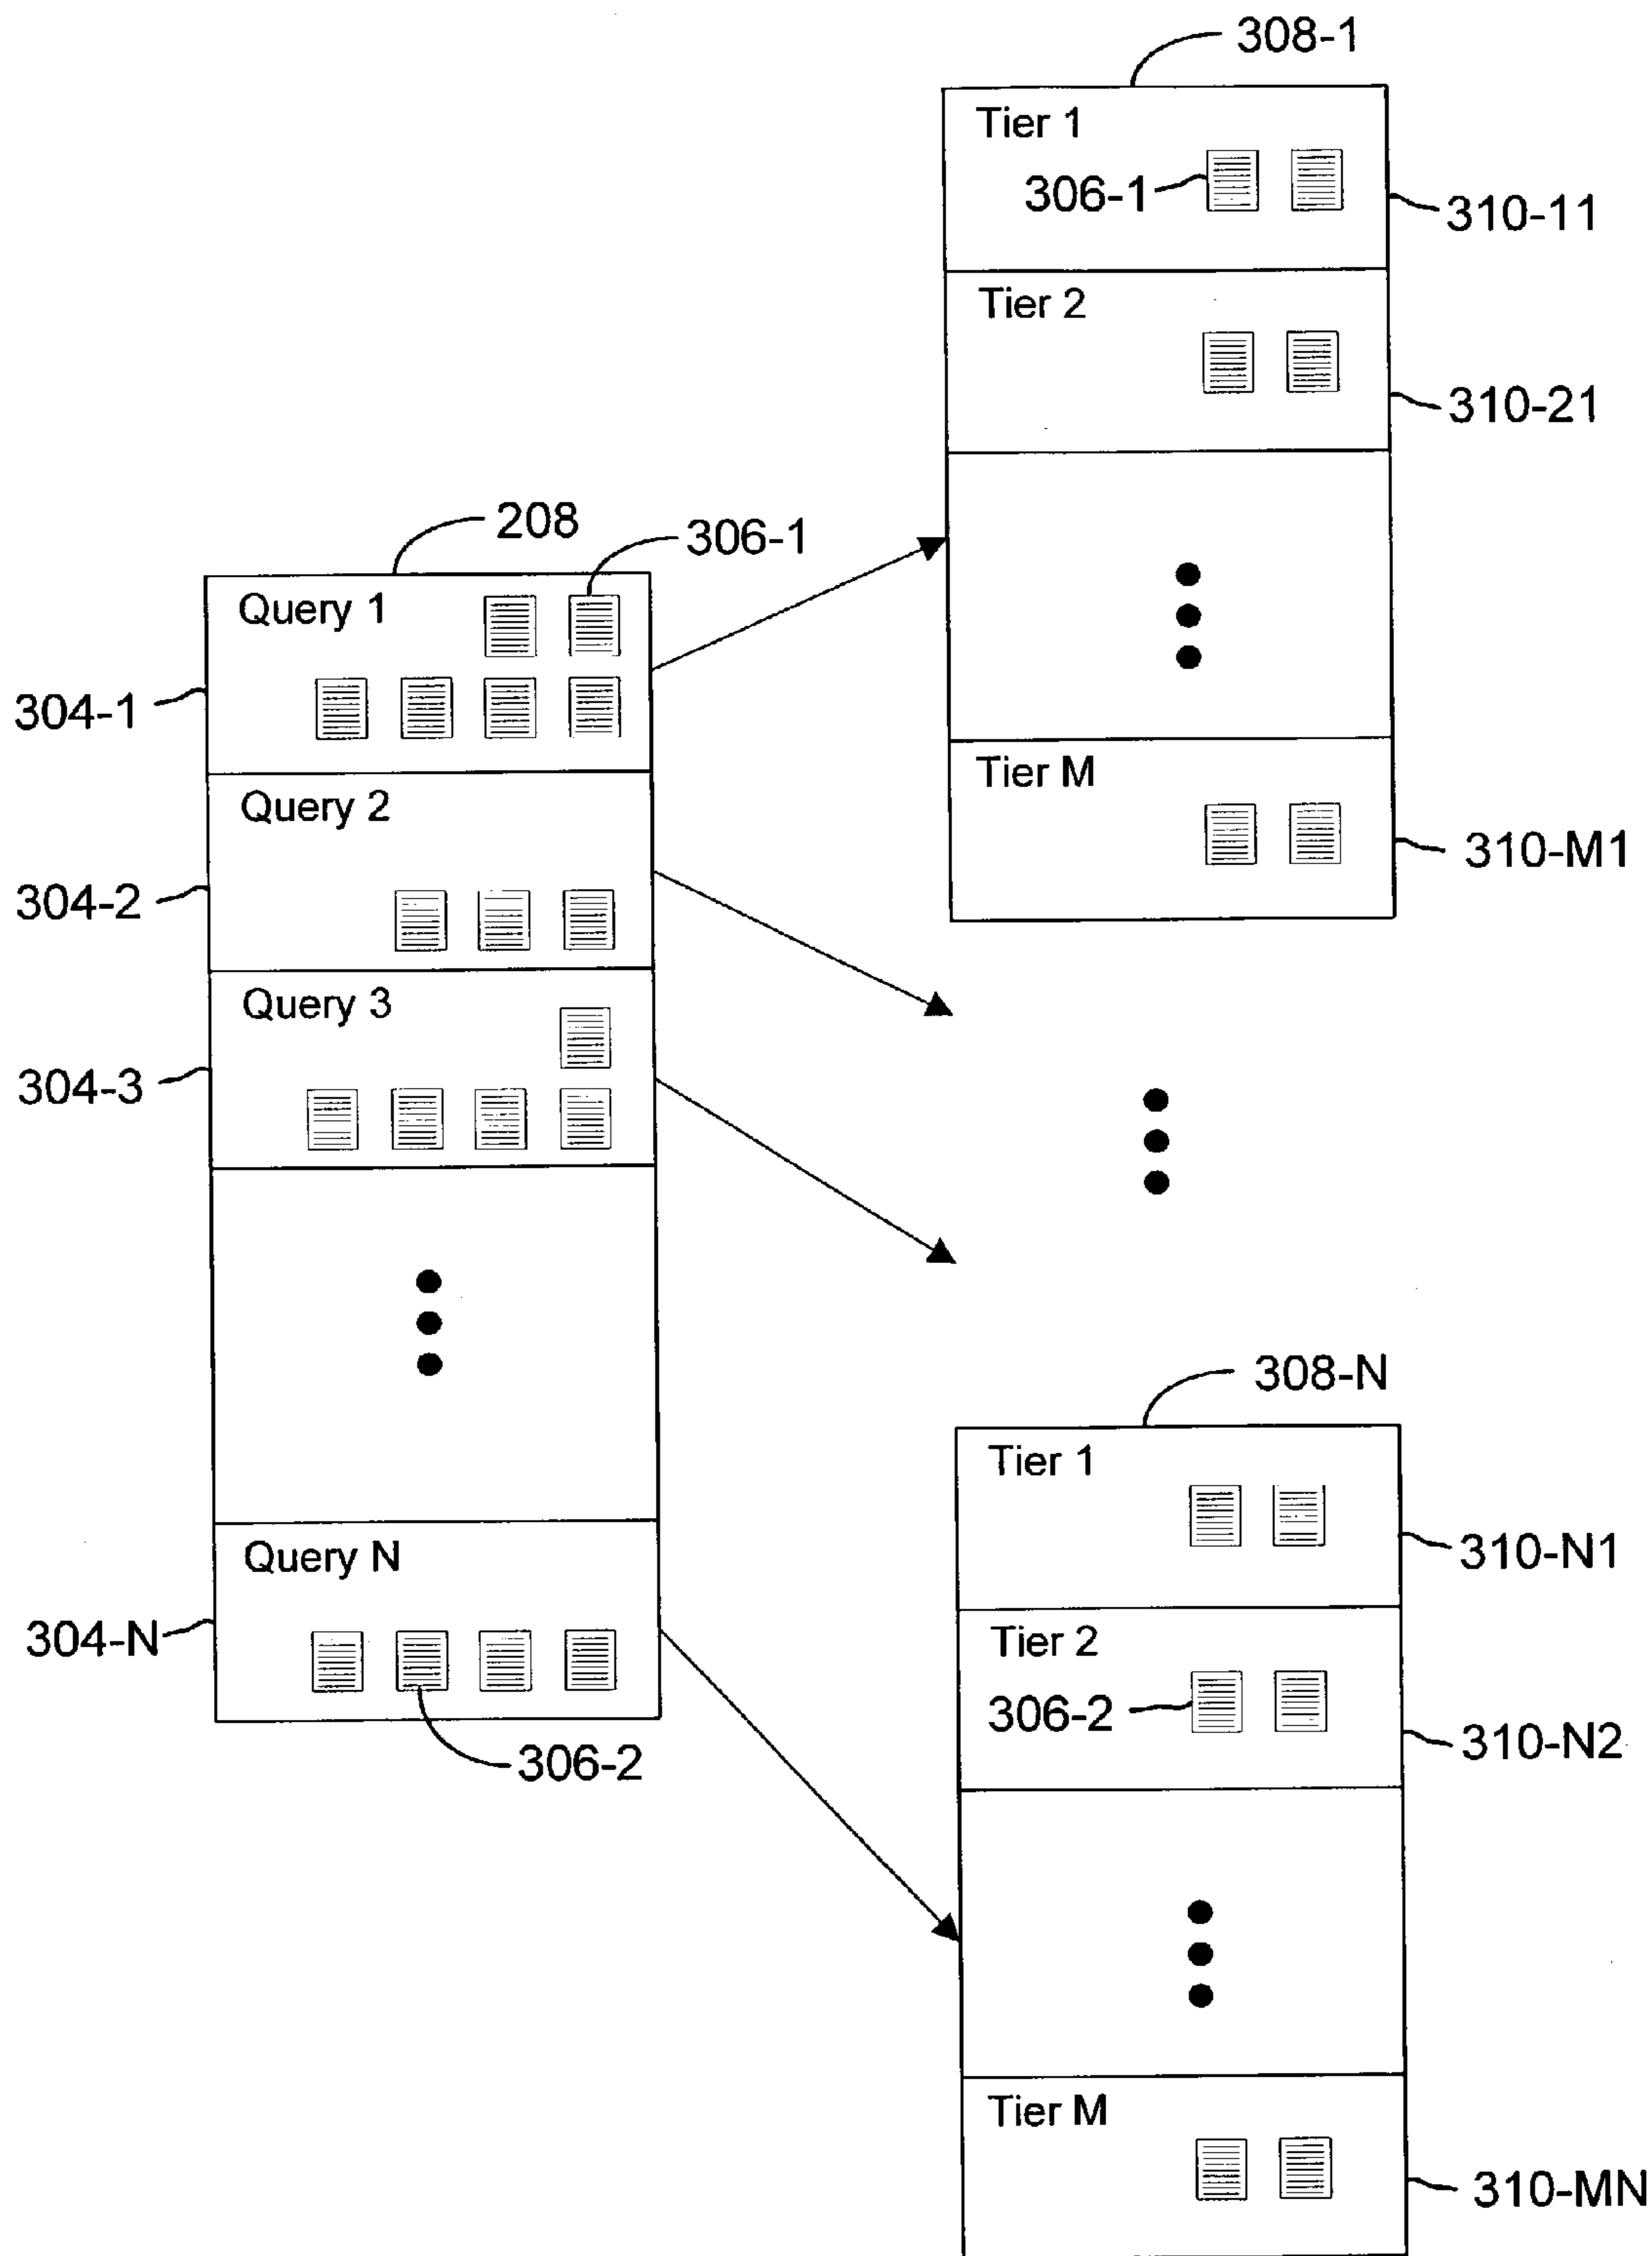 308-1
Tier 1
306-1
310-11
Tier 2
310-21
Tier M
310-M1
208
306-1
Query 1
304-1
Query 2
304-2
Query 3
304-3
Query N
304-N
306-2
308-N
Tier 1
310-N1
Tier 2
306-2
310-N2
Tier M
310-MN